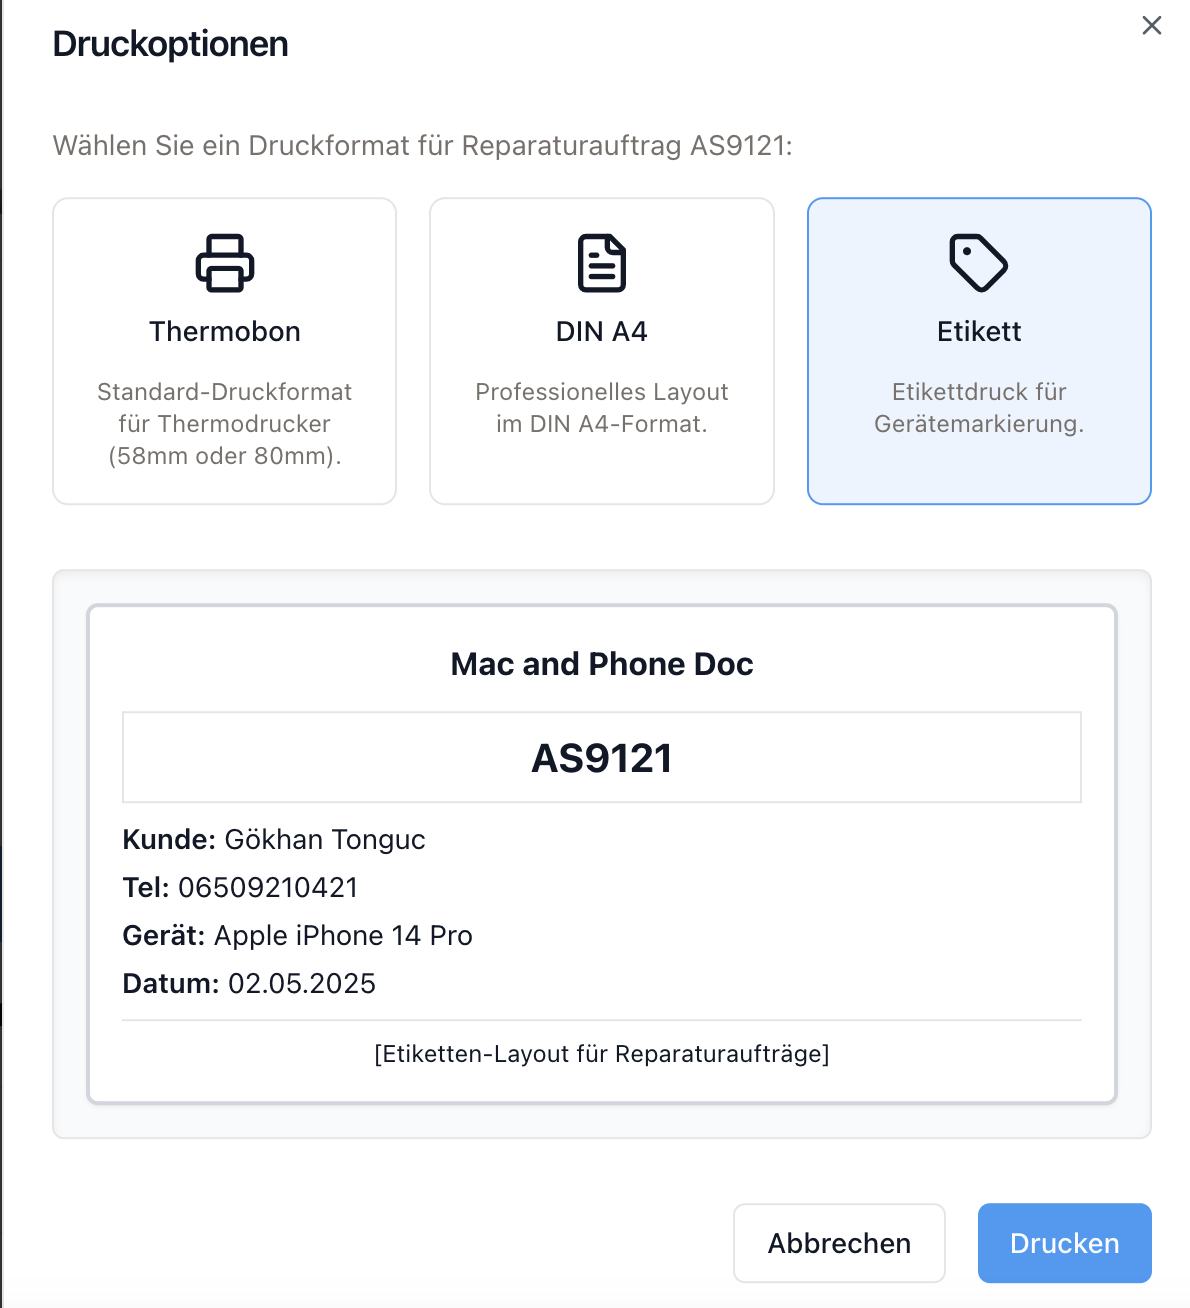 Druckoptionen
Wählen Sie ein Druckformat für Reparaturauftrag AS9121:
Thermobon
Standard-Druckformat
für Thermodrucker
(58mm oder 80mm).
DIN A4
Professionelles Layout
im DIN A4-Format.
Etikett
Etikettdruck für
Gerätemarkierung.
Mac and Phone Doc
AS9121
Kunde: Gökhan Tonguc
Tel: 06509210421
Gerät: Apple iPhone 14 Pro
Datum: 02.05.2025
[Etiketten-Layout für Reparaturaufträge]
Abbrechen
Drucken